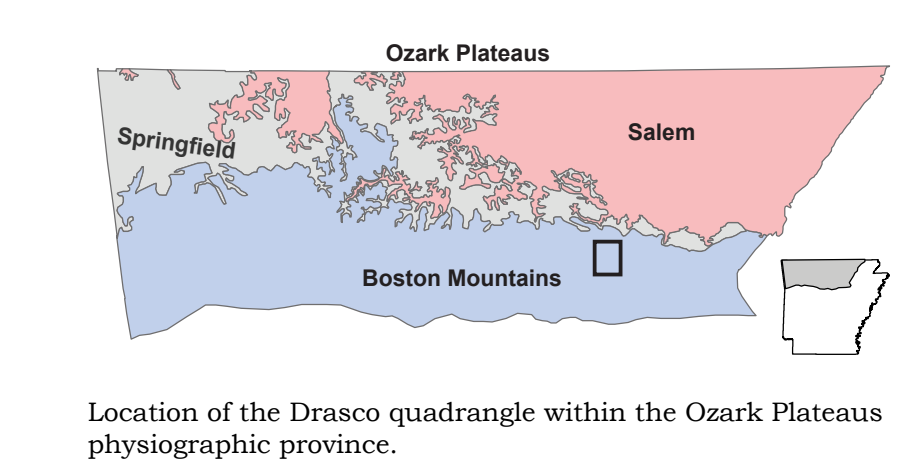 Ozark Plateaus
Salem
Springfield
Boston Mountains
Location of the Drasco quadrangle within the Ozark Plateaus
physiographic province.